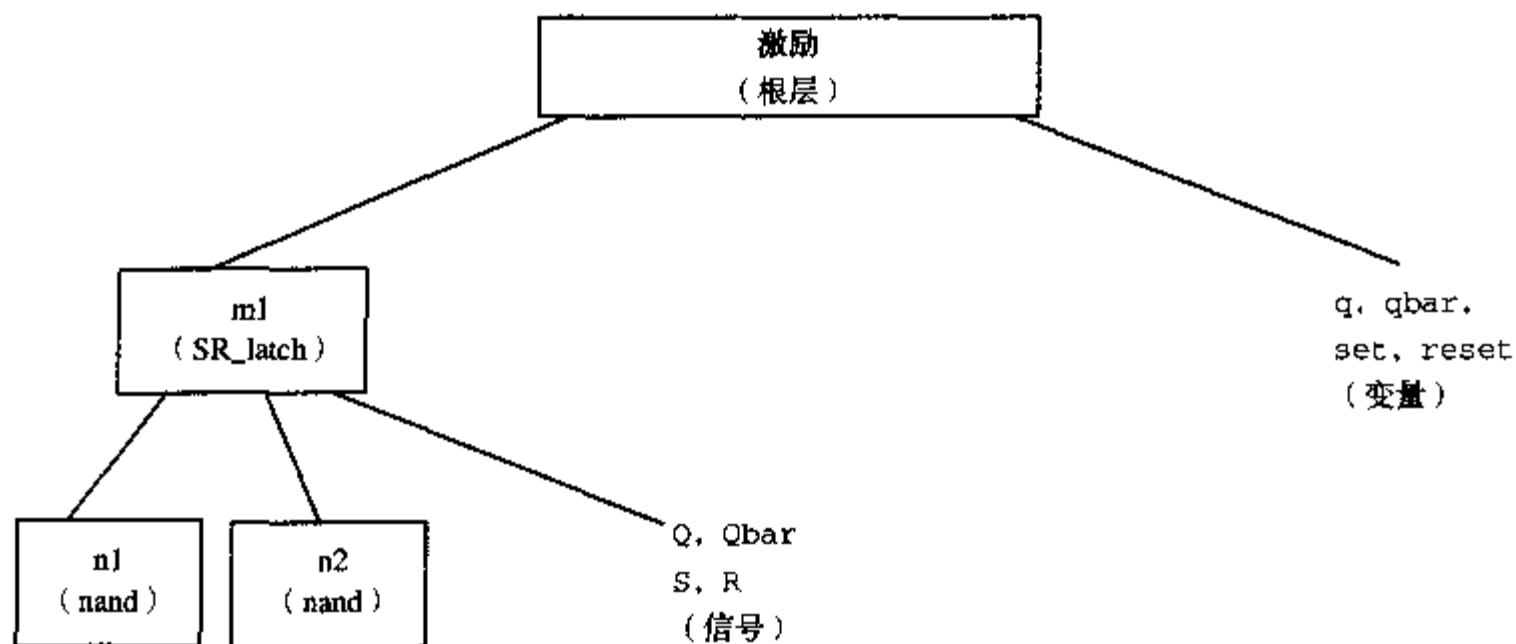 激励
（根层）
m1
（SR_latch）
q, qbar,
set, reset
（变量）
n1
（nand）
n2
（nand）
Q, Qbar
S, R
（信号）